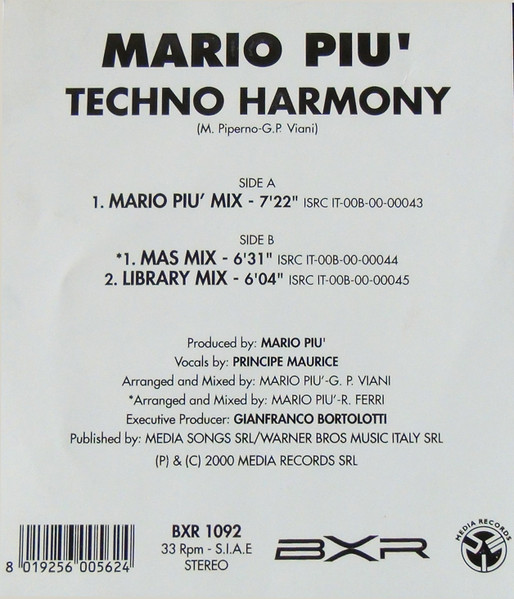 MARIO PIU'
TECHNO HARMONY
(M. Piperno-G.P. Viani)
SIDE A
1. MARIO PIU' MIX - 7'22" ISRC IT-00B-00-00043
SIDE B
*1. MAS MIX - 6'31" ISRC IT-00B-00-00044
2. LIBRARY MIX - 6'04" ISRC IT-00B-00-00045
Produced by: MARIO PIU'
Vocals by: PRINCIPE MAURICE
Arranged and Mixed by: MARIO PIU'-G. P. VIANI
*Arranged and Mixed by: MARIO PIU'-R. FERRI
Executive Producer: GIANFRANCO BORTOLOTTI
Published by: MEDIA SONGS SRL/WARNER BROS MUSIC ITALY SRL
(P) & (C) 2000 MEDIA RECORDS SRL
8 019256 005624
BXR 1092
33 Rpm - S.I.A.E
STEREO
BXR
MEDIA RECORDS